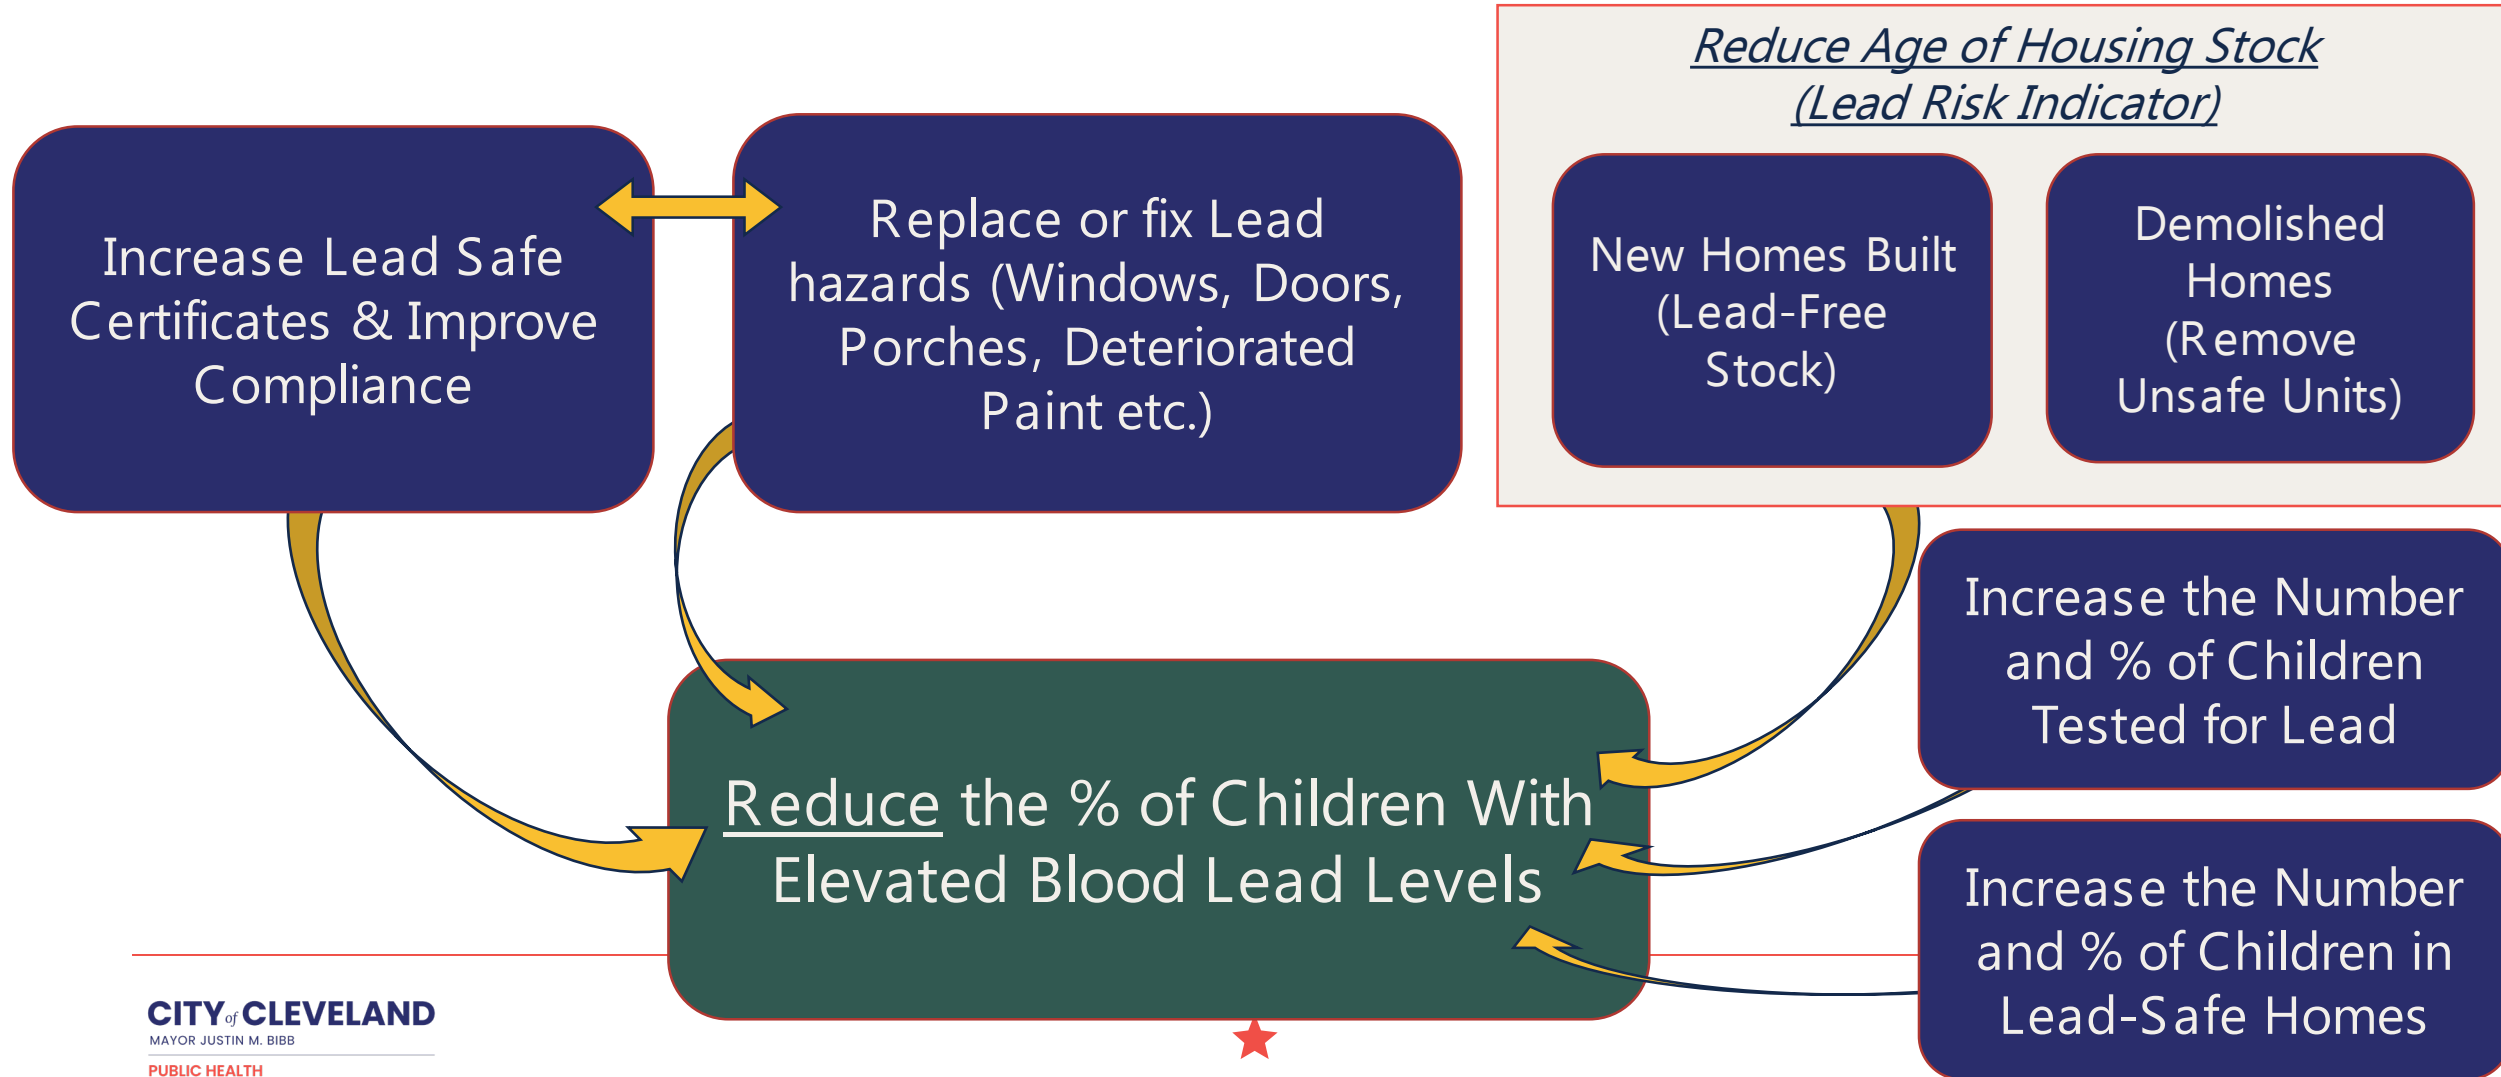 Reduce Age of Housing Stock
(Lead Risk Indicator)
Increase Lead Safe
Certificates & Improve
Compliance
Replace or fix Lead
hazards (Windows, Doors,
Porches, Deteriorated
Paint etc.)
New Homes Built
(Lead-Free
Stock)
Demolished
Homes
(Remove
Unsafe Units)
Increase the Number
and % of Children
Tested for Lead
Reduce the % of Children With
Elevated Blood Lead Levels
Increase the Number
and % of Children in
Lead-Safe Homes
CITY of CLEVELAND
MAYOR JUSTIN M. BIBB
PUBLIC HEALTH